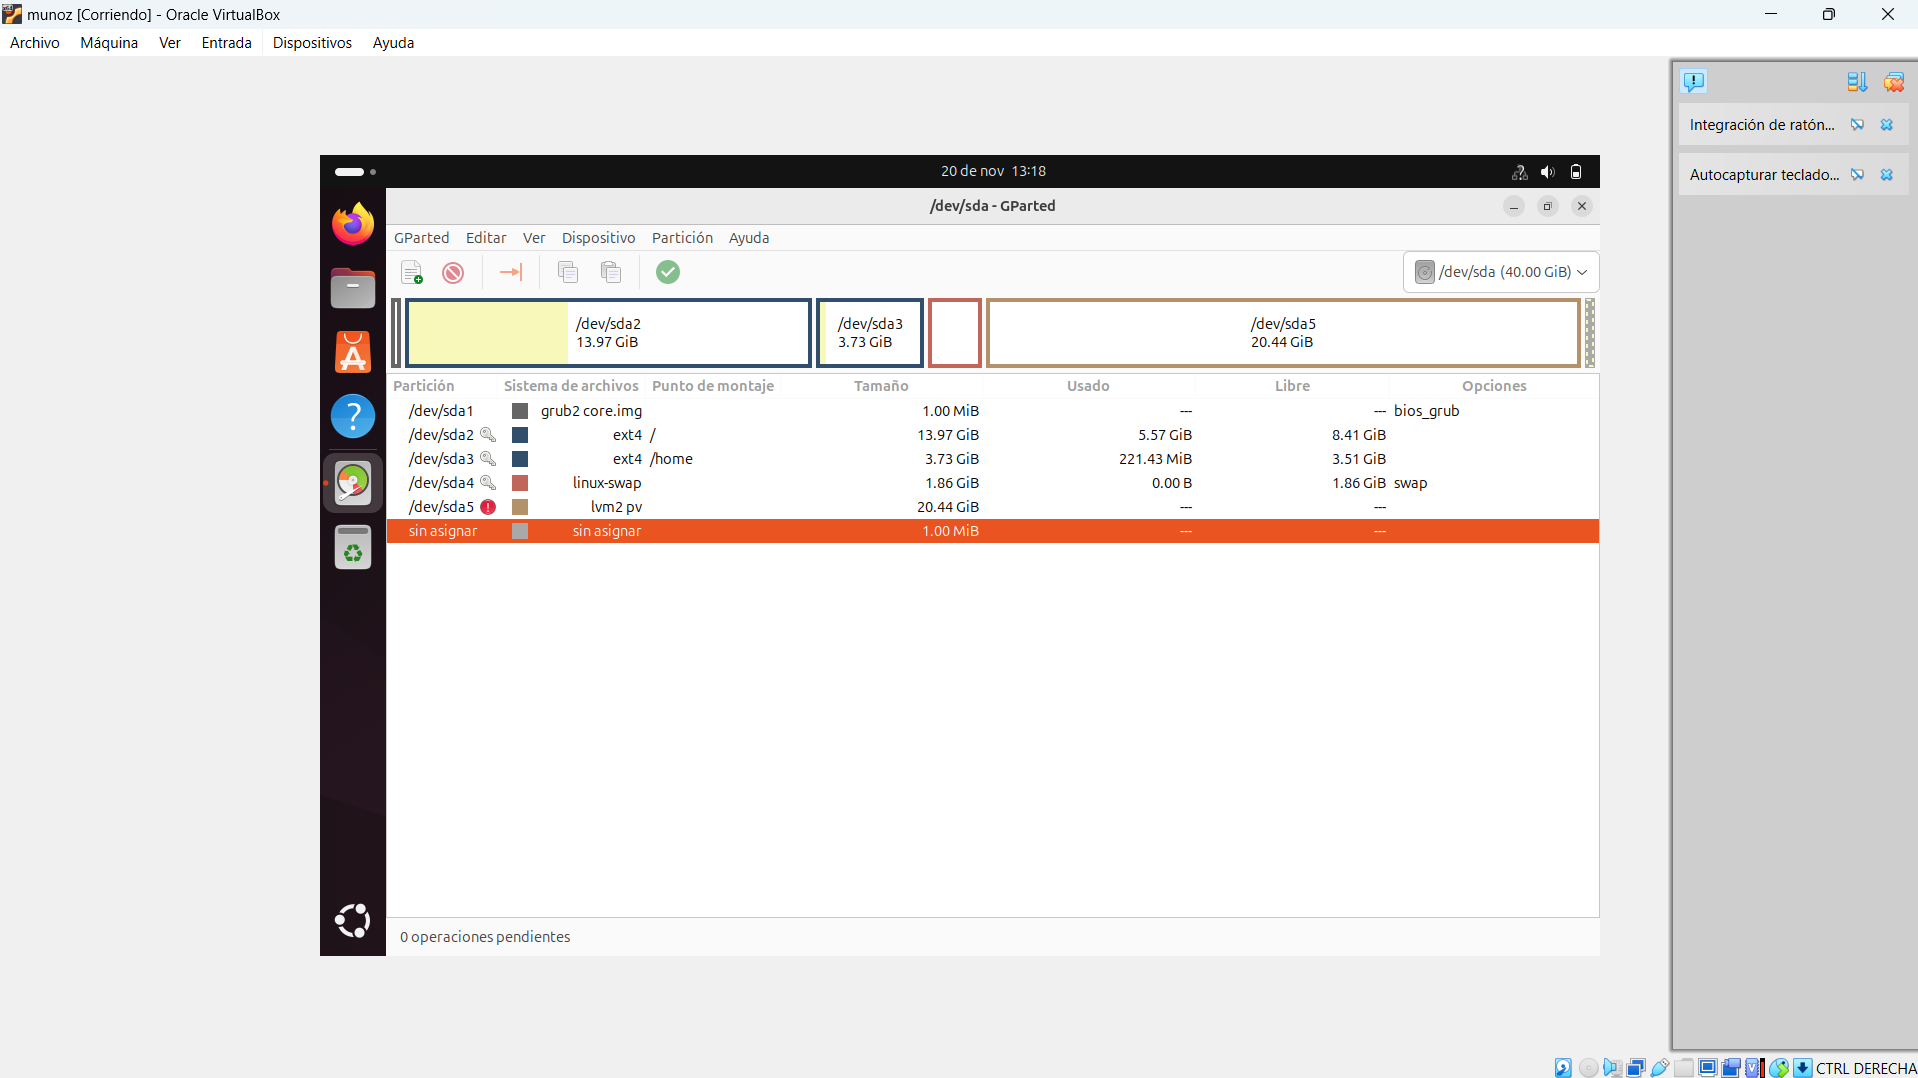 munoz [Corriendo] - Oracle VirtualBox
Archivo Máquina Ver Entrada Dispositivos Ayuda
Integración de ratón...
Autocapturar teclado...
20 de nov 13:18
/dev/sda - GParted
GParted Editar Ver Dispositivo Partición Ayuda
/dev/sda (40.00 GiB)
/dev/sda2
13.97 GiB
/dev/sda3
3.73 GiB
/dev/sda5
20.44 GiB
Partición Sistema de archivos Punto de montaje Tamaño Usado Libre Opciones
/dev/sda1 grub2 core.img 1.00 MiB --- --- bios_grub
/dev/sda2 ext4 / 13.97 GiB 5.57 GiB 8.41 GiB
/dev/sda3 ext4 /home 3.73 GiB 221.43 MiB 3.51 GiB
/dev/sda4 linux-swap 1.86 GiB 0.00 B 1.86 GiB swap
/dev/sda5 lvm2 pv 20.44 GiB --- ---
sin asignar sin asignar 1.00 MiB --- ---
0 operaciones pendientes
CTRL DERECHA